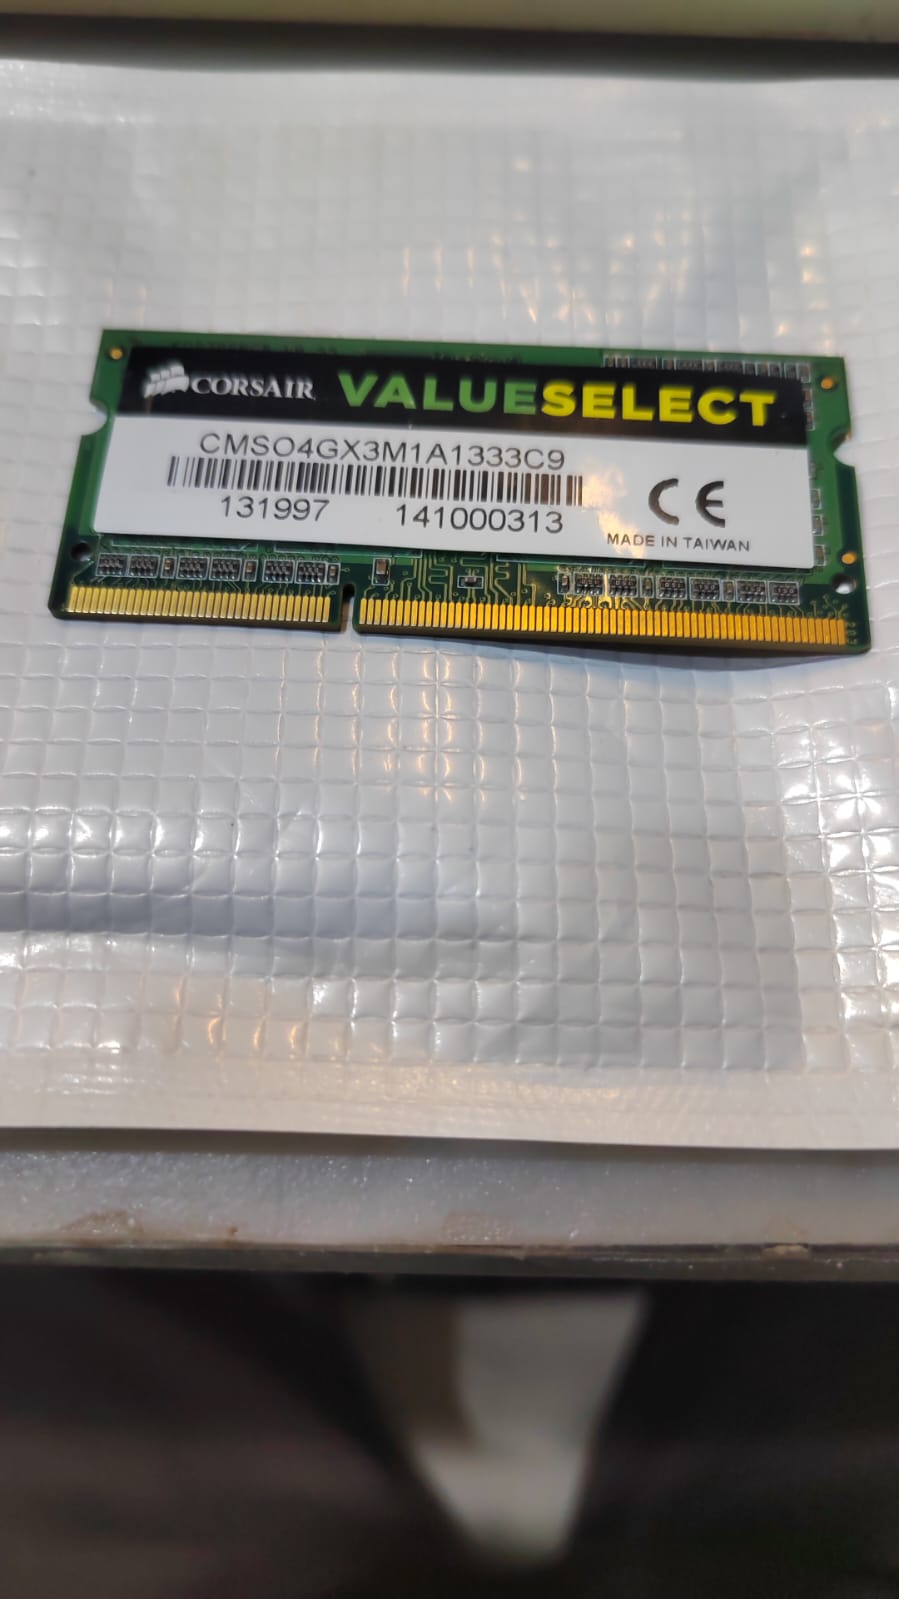 CORSAIR VALUESELECT
CMSO4GX3M1A1333C9
131997 141000313
CE
MADE IN TAIWAN